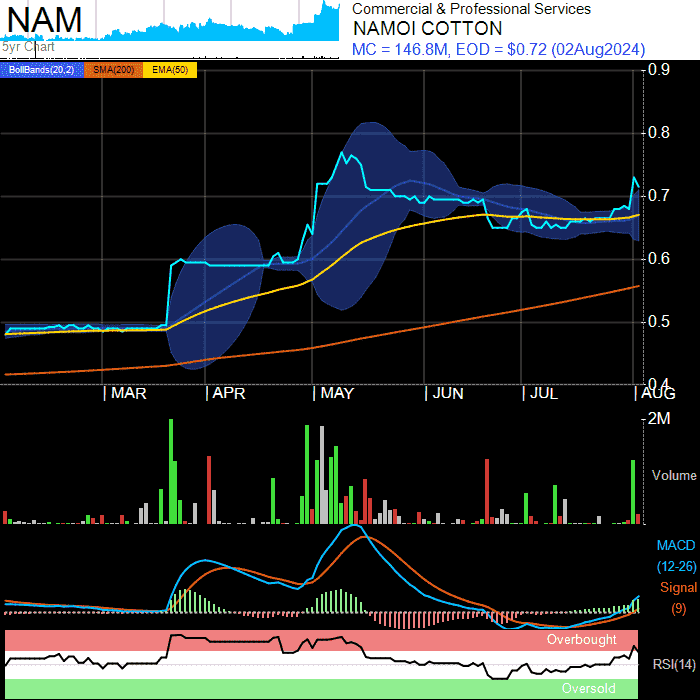 NAM
5yr Chart
Commercial & Professional Services
NAMOI COTTON
MC = 146.8M, EOD = $0.72 (02Aug2024)
BollBands(20,2) SMA(200) EMA(50)
0.9
0.8
0.7
0.6
0.5
0.4
MAR APR MAY JUN JUL AUG
2M
Volume
MACD
(12-26)
Signal
(9)
Overbought
RSI(14)
Oversold